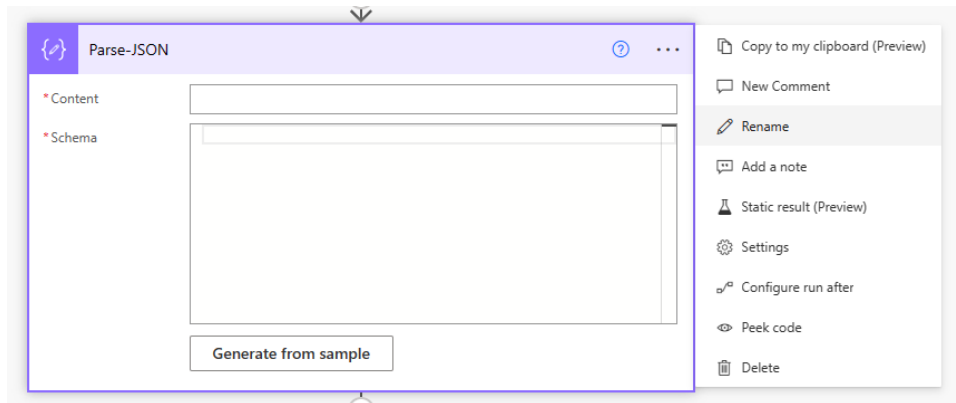 Parse-JSON
*Content
*Schema
Generate from sample
Copy to my clipboard (Preview)
New Comment
Rename
Add a note
Static result (Preview)
Settings
Configure run after
Peek code
Delete